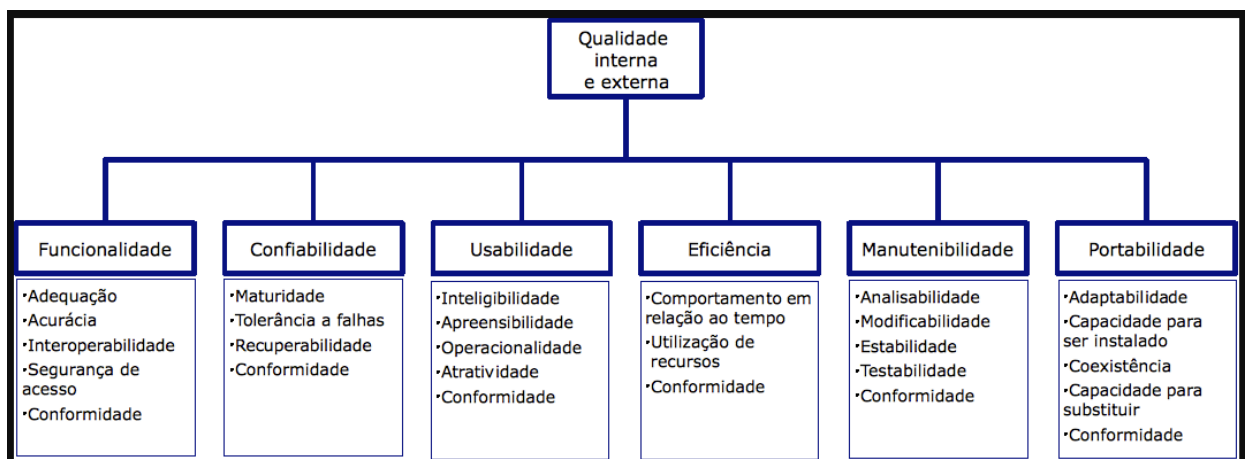 Qualidade
interna
e externa
Funcionalidade
·Adequação
·Acurácia
·Interoperabilidade
·Segurança de
acesso
·Conformidade
Confiabilidade
·Maturidade
·Tolerância a falhas
·Recuperabilidade
·Conformidade
Usabilidade
·Inteligibilidade
·Apreensibilidade
·Operacionalidade
·Atratividade
·Conformidade
Eficiência
·Comportamento em
relação ao tempo
·Utilização de
recursos
·Conformidade
Manutenibilidade
·Analisabilidade
·Modificabilidade
·Estabilidade
·Testabilidade
·Conformidade
Portabilidade
·Adaptabilidade
·Capacidade para
ser instalado
·Coexistência
·Capacidade para
substituir
·Conformidade